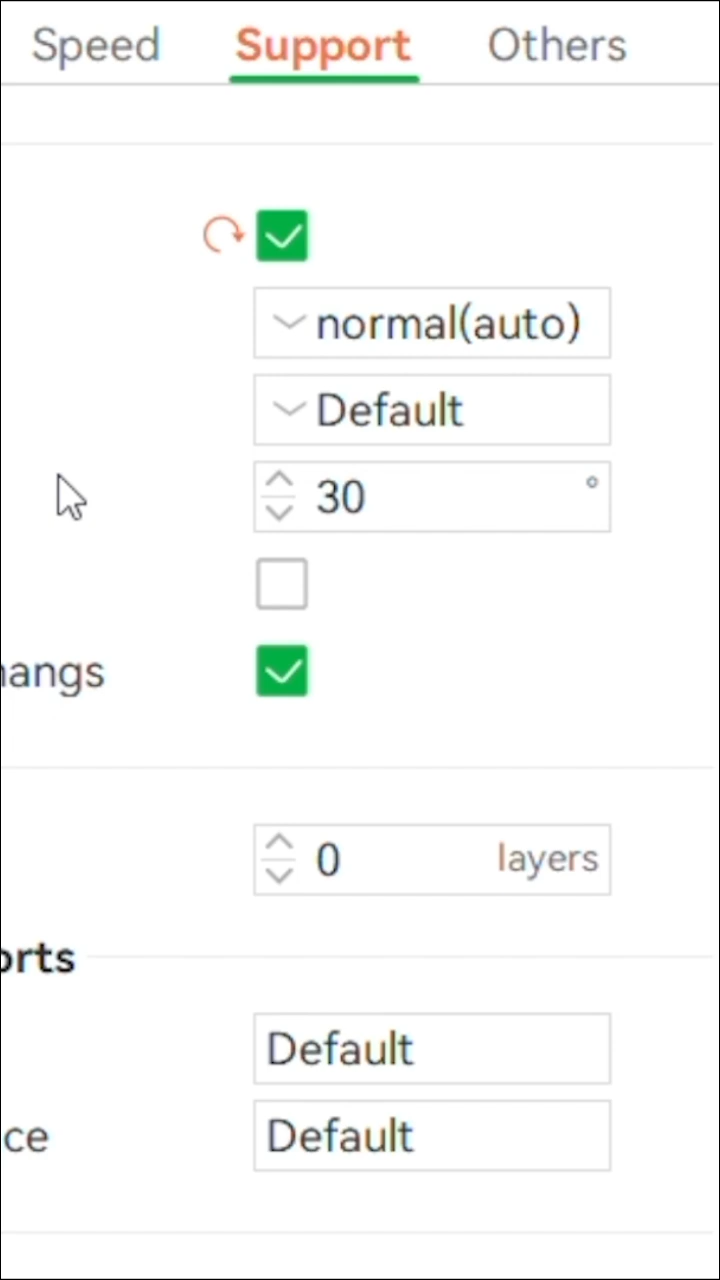 Speed Support Others
normal(auto)
Default
30 °
hangs
0 layers
orts
Default
ce Default